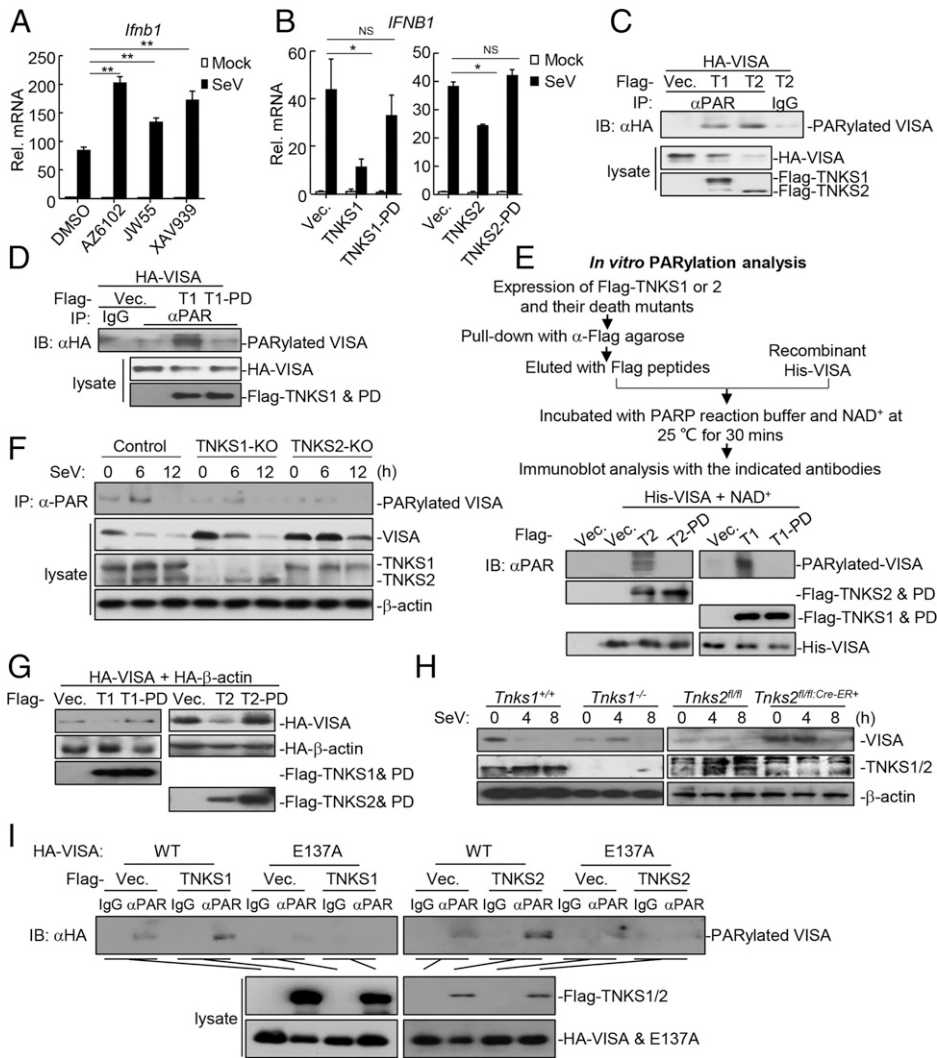 A
Ifnb1
**
**
**
Mock
SeV
Rel. mRNA
250
200
150
100
50
0
DMSO
AZ6102
JW55
XAV939
B
IFNB1
NS
*
Rel. mRNA
60
40
20
0
Vec.
TNKS1
TNKS1-PD
NS
*
Mock
SeV
50
40
30
20
10
0
Vec.
TNKS2
TNKS2-PD
C
HA-VISA
Flag- Vec. T1 T2 T2
IP: αPAR IgG
IB: αHA -PARylated VISA
lysate
-HA-VISA
-Flag-TNKS1
-Flag-TNKS2
D
HA-VISA
Flag- Vec. T1 T1-PD
IP: IgG αPAR
IB: αHA -PARylated VISA
lysate
-HA-VISA
-Flag-TNKS1 & PD
E
In vitro PARylation analysis
Expression of Flag-TNKS1 or 2
and their death mutants
Pull-down with α-Flag agarose
Eluted with Flag peptides
Recombinant
His-VISA
Incubated with PARP reaction buffer and NAD+ at
25 ℃ for 30 mins
Immunoblot analysis with the indicated antibodies
His-VISA + NAD+
Flag- Vec. Vec. T2 T2-PD Vec. T1 T1-PD
IB: αPAR -PARylated-VISA
-Flag-TNKS2 & PD
-Flag-TNKS1 & PD
-His-VISA
F
Control TNKS1-KO TNKS2-KO
SeV: 0 6 12 0 6 12 0 6 12 (h)
IP: α-PAR -PARylated VISA
lysate
-VISA
-TNKS1
-TNKS2
-β-actin
G
HA-VISA + HA-β-actin
Flag- Vec. T1 T1-PD Vec. T2 T2-PD
-HA-VISA
-HA-β-actin
-Flag-TNKS1& PD
-Flag-TNKS2& PD
H
Tnks1+/+ Tnks1-/- Tnks2fl/fl Tnks2fl/fl:Cre-ER+
SeV: 0 4 8 0 4 8 0 4 8 0 4 8 (h)
-VISA
-TNKS1/2
-β-actin
I
HA-VISA: WT E137A WT E137A
Flag- Vec. TNKS1 Vec. TNKS1 Vec. TNKS2 Vec. TNKS2
IgG αPAR IgG αPAR IgG αPAR IgG αPAR IgG αPAR IgG αPAR IgG αPAR IgG αPAR
IB: αHA -PARylated VISA
lysate
-Flag-TNKS1/2
-HA-VISA & E137A